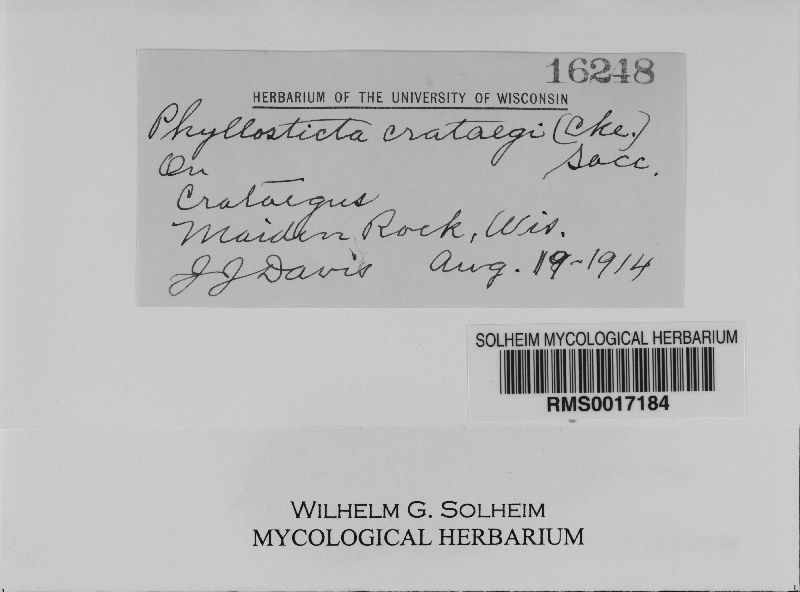 16248
HERBARIUM OF THE UNIVERSITY OF WISCONSIN
Phyllosticta crataegi (Cke.)
Sacc.
On
Crataegus
Maiden Rock, Wis.
J J Davis Aug. 19-1914
SOLHEIM MYCOLOGICAL HERBARIUM
RMS0017184
WILHELM G. SOLHEIM
MYCOLOGICAL HERBARIUM